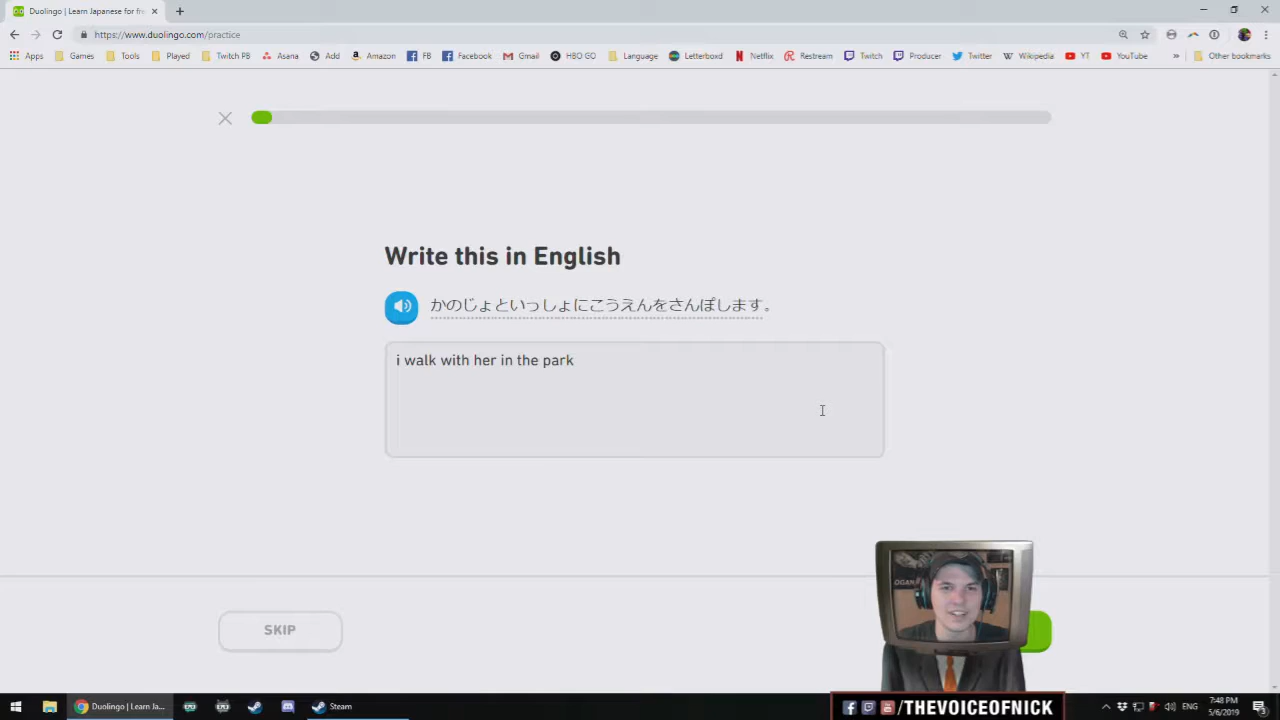 Duolingo | Learn Japanese for fre
https://www.duolingo.com/practice
Apps Games Tools Played Twitch PB Asana Add Amazon FB Facebook Gmail HBO GO Language Letterboxd Netflix Restream Twitch Producer Twitter Wikipedia YT YouTube » Other bookmarks
Write this in English
かのじょといっしょにこうえんをさんぽします。
i walk with her in the park
OGAN
SKIP
/THEVOICEOFNICK
Duolingo | Learn Ja...
Steam
ENG
7:48 PM
5/6/2019